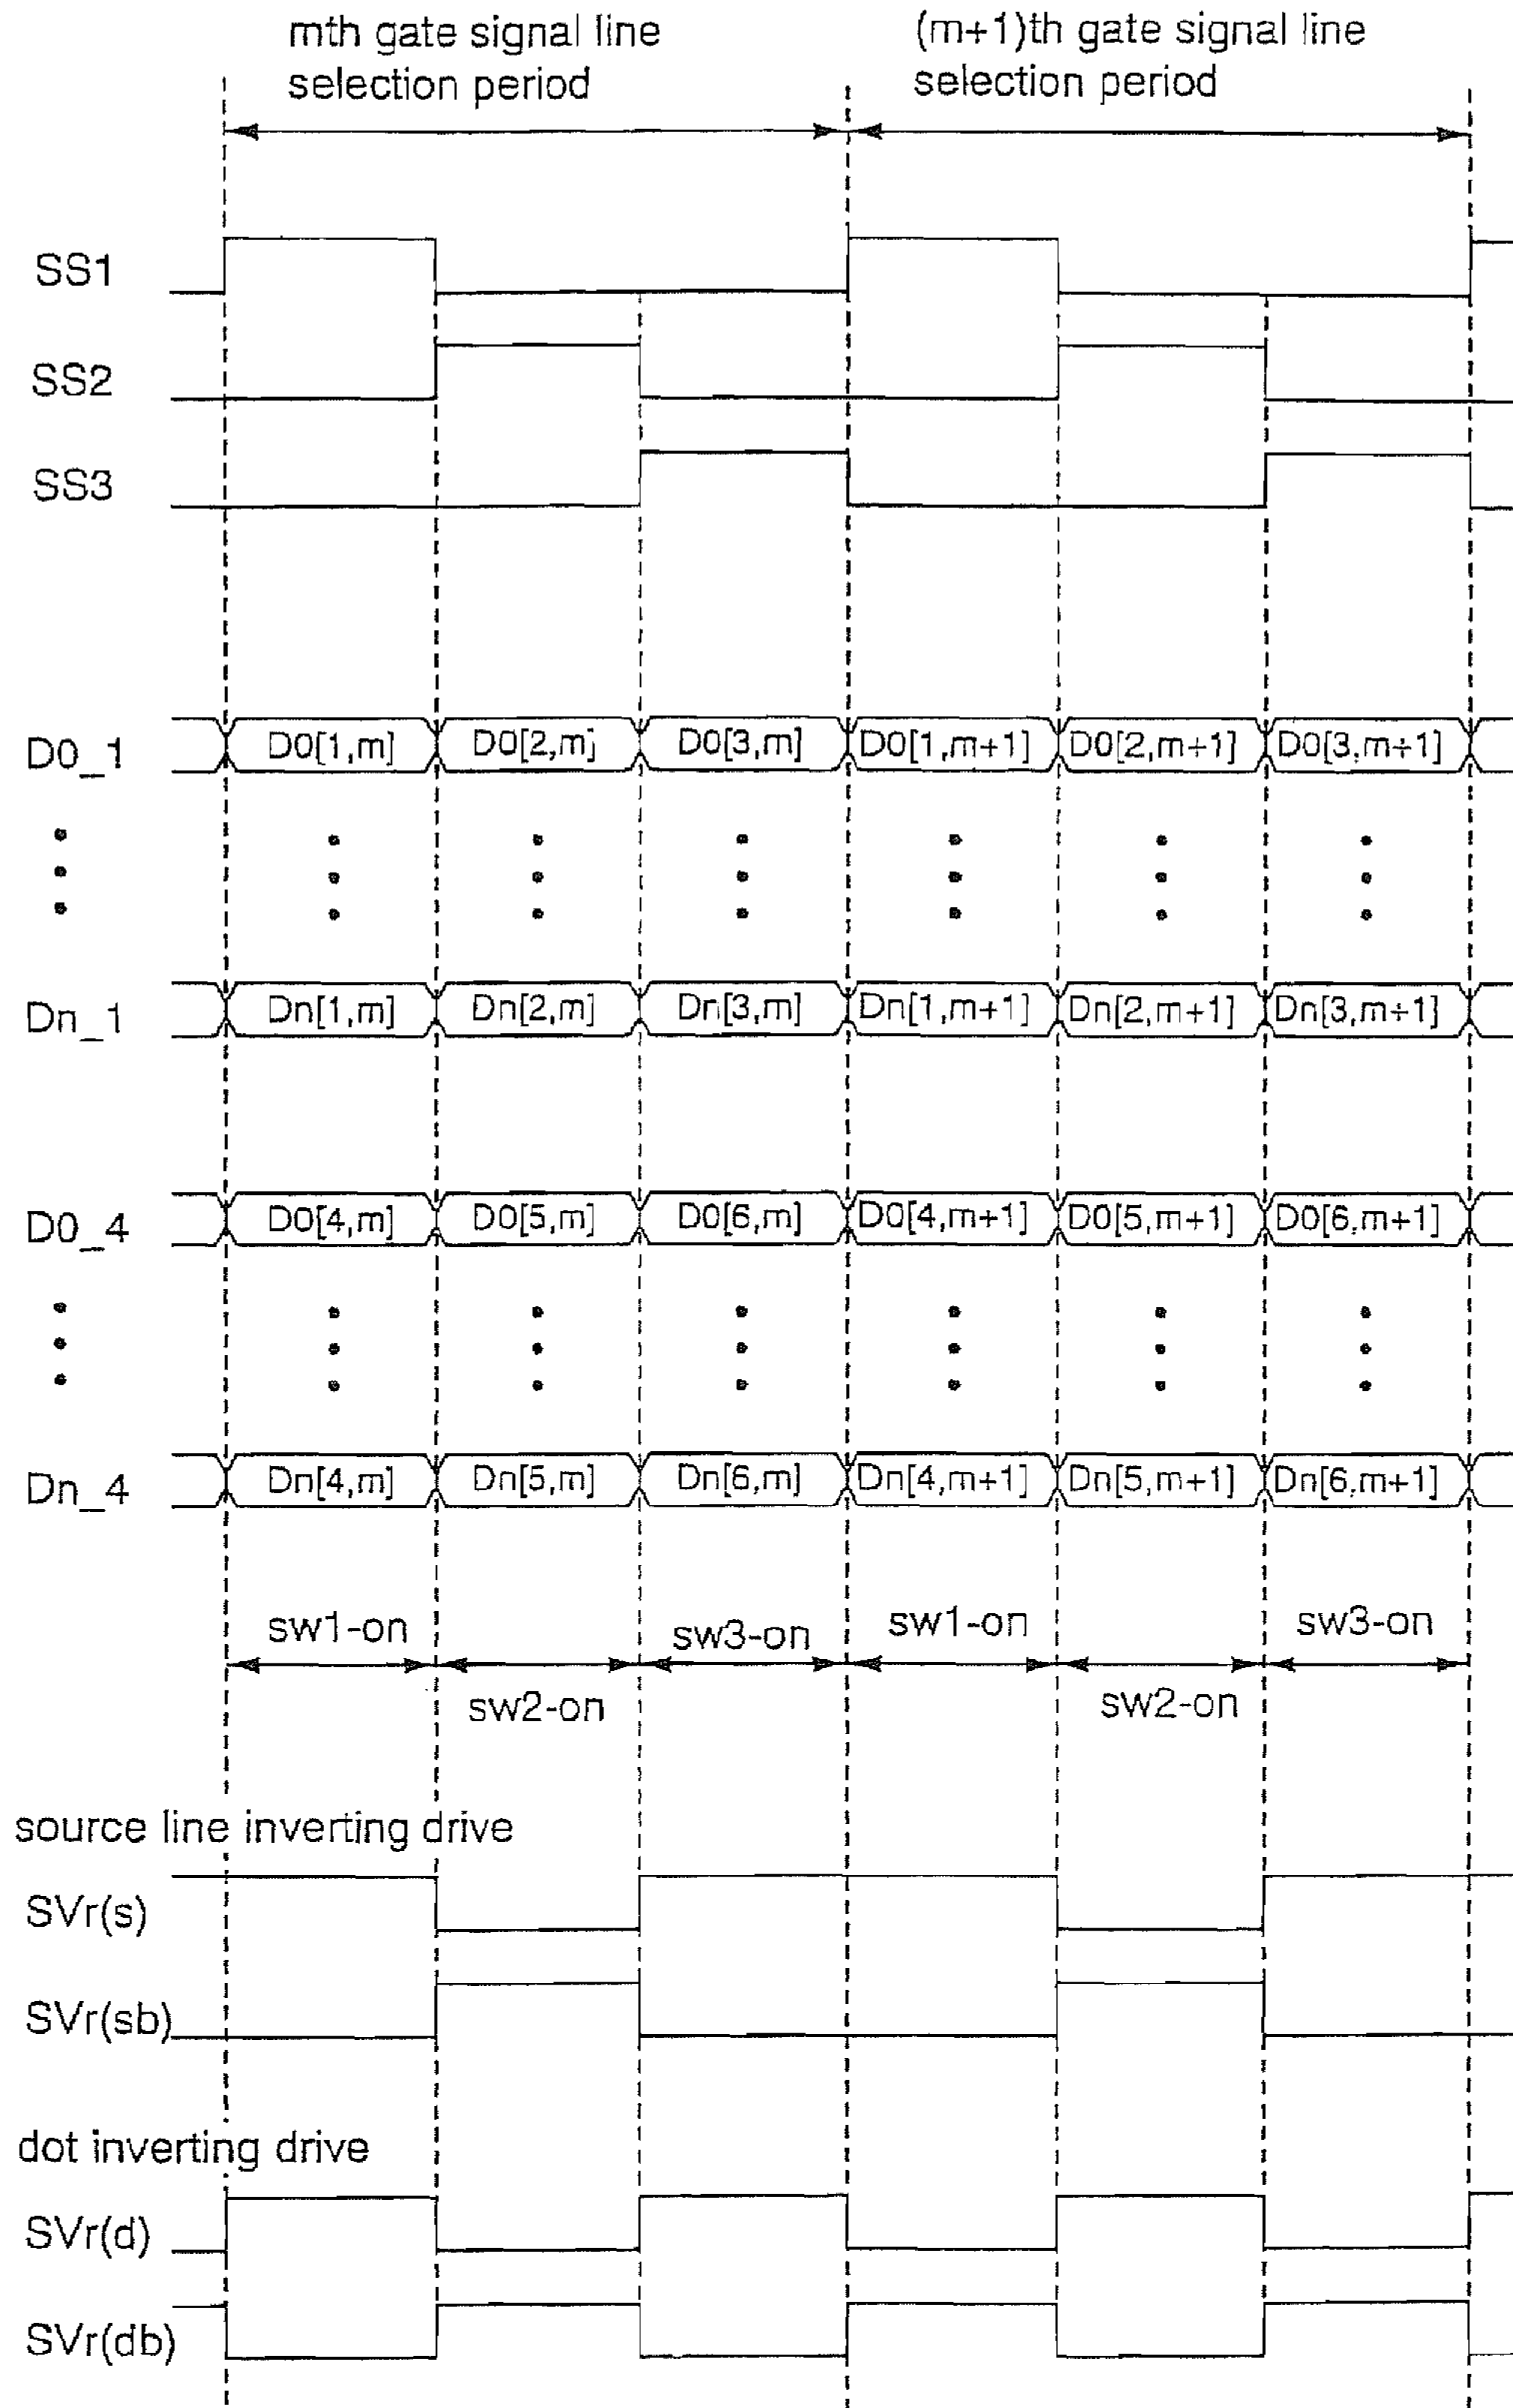 mth gate signal line
selection period
(m+1)th gate signal line
selection period
SS1
SS2
SS3
D0_1 D0[1,m] D0[2,m] D0[3,m] D0[1,m+1] D0[2,m+1] D0[3,m+1]
Dn_1 Dn[1,m] Dn[2,m] Dn[3,m] Dn[1,m+1] Dn[2,m+1] Dn[3,m+1]
D0_4 D0[4,m] D0[5,m] D0[6,m] D0[4,m+1] D0[5,m+1] D0[6,m+1]
Dn_4 Dn[4,m] Dn[5,m] Dn[6,m] Dn[4,m+1] Dn[5,m+1] Dn[6,m+1]
sw1-on sw3-on sw1-on sw3-on
sw2-on sw2-on
source line inverting drive
SVr(s)
SVr(sb)
dot inverting drive
SVr(d)
SVr(db)